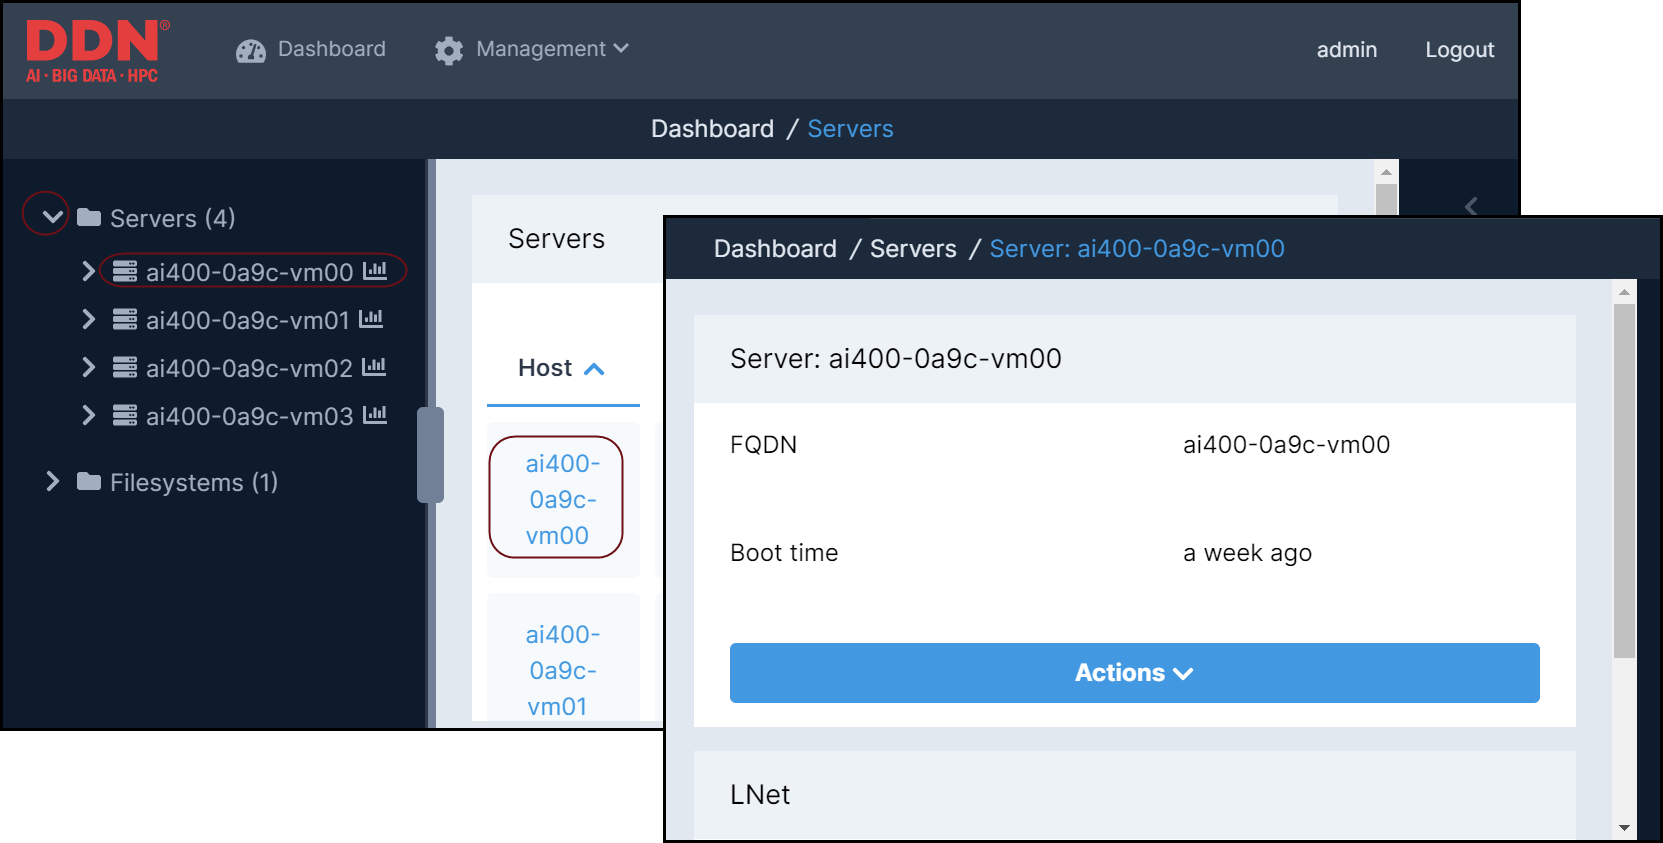 DDN®
AI · BIG DATA · HPC
Dashboard
Management
admin
Logout
Dashboard / Servers
Servers (4)
ai400-0a9c-vm00
ai400-0a9c-vm01
ai400-0a9c-vm02
ai400-0a9c-vm03
Filesystems (1)
Servers
Host
ai400-
0a9c-
vm00
ai400-
0a9c-
vm01
Dashboard / Servers / Server: ai400-0a9c-vm00
Server: ai400-0a9c-vm00
FQDN ai400-0a9c-vm00
Boot time a week ago
Actions
LNet